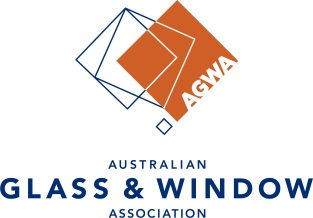 AGWA
AUSTRALIAN
GLASS & WINDOW
ASSOCIATION